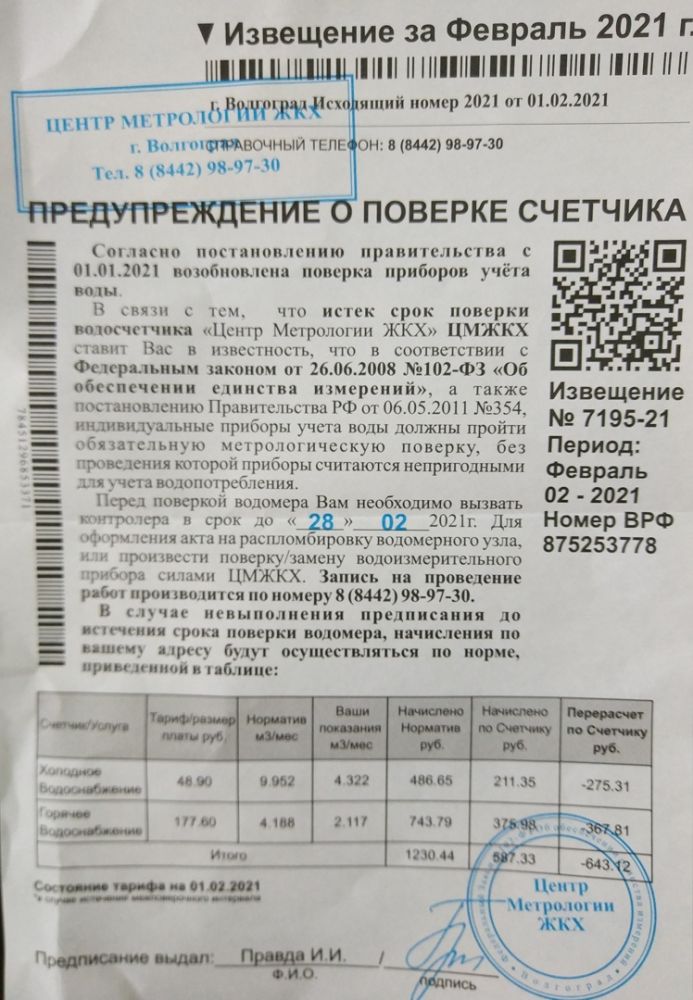 ▼ Извещение за Февраль 2021 г.
г. Волгоград Исходящий номер 2021 от 01.02.2021
ЦЕНТР МЕТРОЛОГИИ ЖКХ
г. Волгоград
Тел. 8 (8442) 98-97-30
СПРАВОЧНЫЙ ТЕЛЕФОН: 8 (8442) 98-97-30
ПРЕДУПРЕЖДЕНИЕ О ПОВЕРКЕ СЧЕТЧИКА
Согласно постановлению правительства с
01.01.2021 возобновлена поверка приборов учёта
воды.
В связи с тем, что истек срок поверки
водосчетчика «Центр Метрологии ЖКХ» ЦМЖКХ
ставит Вас в известность, что в соответствии с
Федеральным законом от 26.06.2008 №102-ФЗ «Об
обеспечении единства измерений», а также
постановлению Правительства РФ от 06.05.2011 №354,
индивидуальные приборы учета воды должны пройти
обязательную метрологическую поверку, без
проведения которой приборы считаются непригодными
для учета водопотребления.
Перед поверкой водомера Вам необходимо вызвать
контролера в срок до «28» 02 2021г. Для
оформления акта на распломбировку водомерного узла,
или произвести поверку/замену водоизмерительного
прибора силами ЦМЖКХ. Запись на проведение
работ производится по номеру 8 (8442) 98-97-30.
В случае невыполнения предписания до
истечения срока поверки водомера, начисления по
вашему адресу будут осуществляться по норме,
приведенной в таблице:
78451296853371
Извещение
№ 7195-21
Период:
Февраль
02 - 2021
Номер ВРФ
875253778
Счетчик/Услуга Тариф/размер платы руб. Норматив м3/мес Ваши показания м3/мес Начислено Норматив руб. Начислено по Счетчику руб. Перерасчет по Счетчику руб.
Холодное Водоснабжение 48.90 9.952 4.322 486.65 211.35 -275.31
Горячее Водоснабжение 177.60 4.188 2.117 743.79 375.98 -367.81
Итого 1230.44 587.33 -643.12
Состояние тарифа на 01.02.2021
*в случае истечения межповерочного интервала
Центр
Метрологии
ЖКХ
Волгоград
Предписание выдал: Правда И.И. /
Ф.И.О. подпись